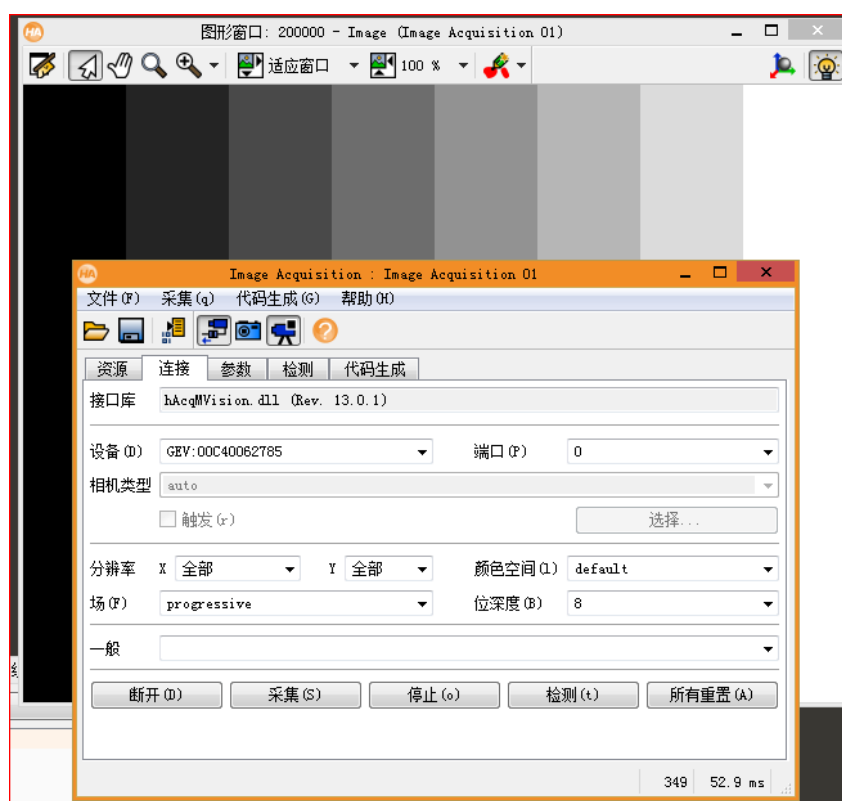 图形窗口: 200000 - Image (Image Acquisition 01)
适应窗口 100 %
Image Acquisition : Image Acquisition 01
文件(F) 采集(q) 代码生成(G) 帮助(H)
资源 连接 参数 检测 代码生成
接口库 hAcqMVision.dll (Rev. 13.0.1)
设备(D) GEV:00C40062785 端口(P) 0
相机类型 auto
触发(r) 选择...
分辨率 X 全部 Y 全部 颜色空间(l) default
场(F) progressive 位深度(B) 8
一般
断开(D) 采集(S) 停止(o) 检测(t) 所有重置(A)
349 52.9 ms